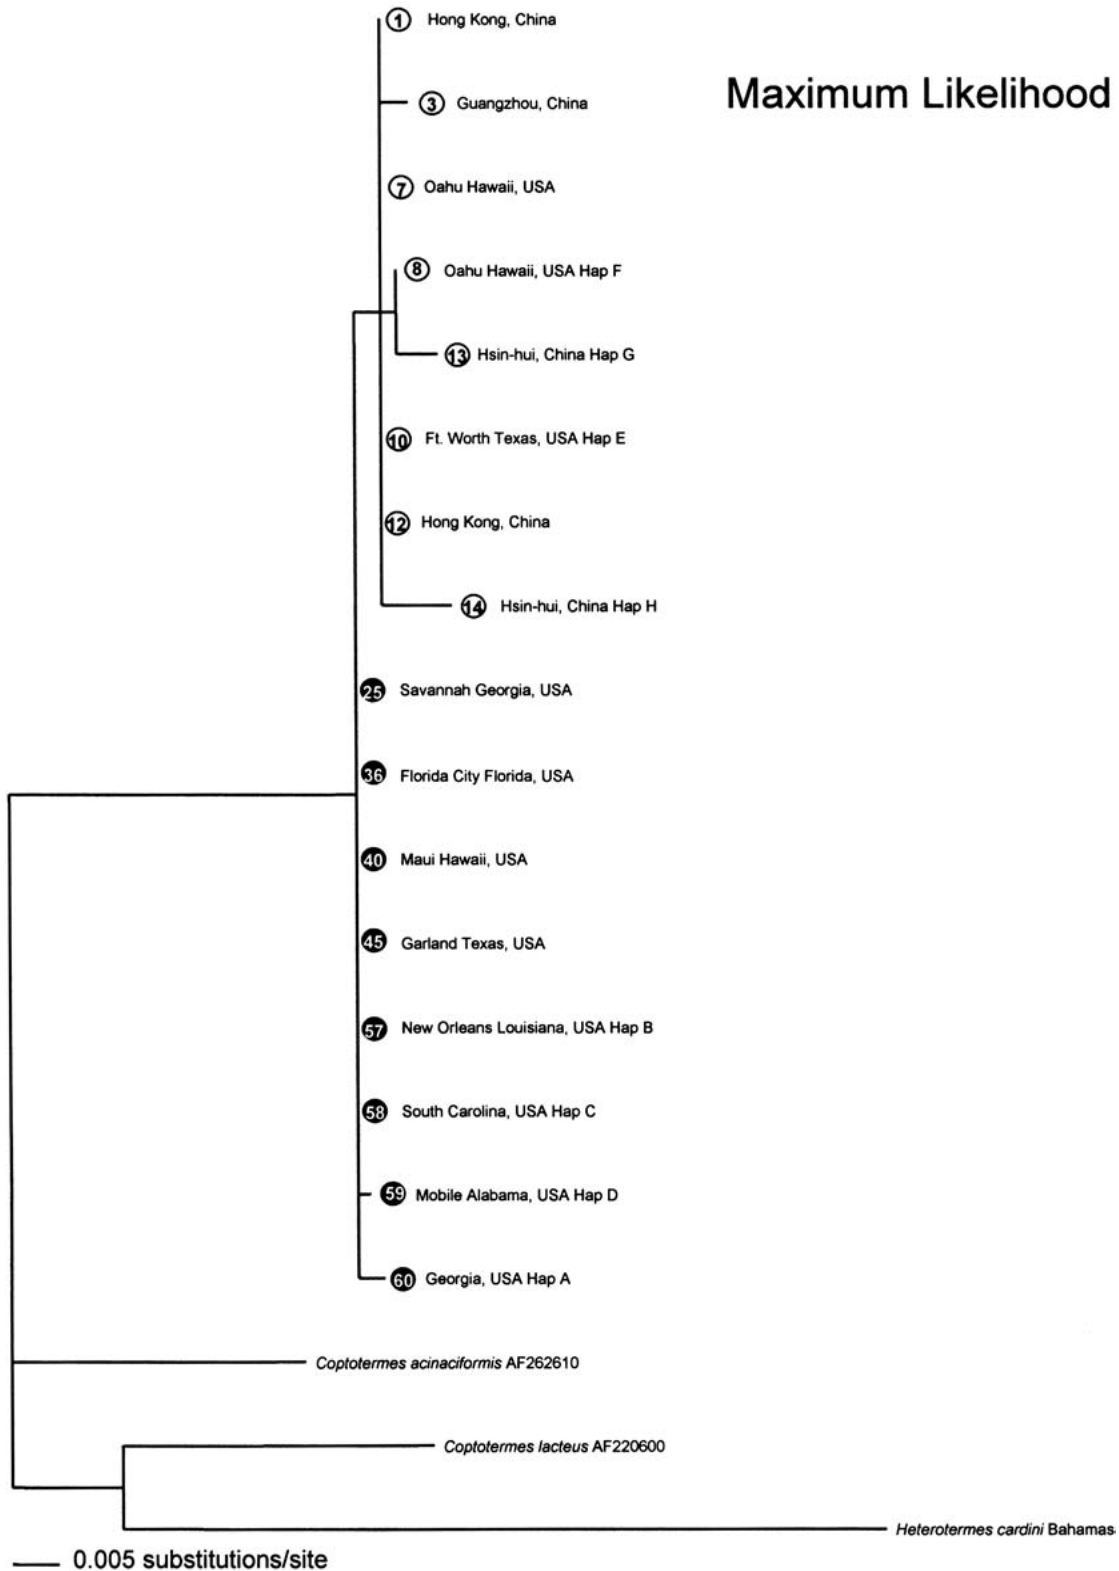 1 Hong Kong, China
Maximum Likelihood
3 Guangzhou, China
7 Oahu Hawaii, USA
8 Oahu Hawaii, USA Hap F
13 Hsin-hui, China Hap G
10 Ft. Worth Texas, USA Hap E
12 Hong Kong, China
14 Hsin-hui, China Hap H
25 Savannah Georgia, USA
36 Florida City Florida, USA
40 Maui Hawaii, USA
45 Garland Texas, USA
57 New Orleans Louisiana, USA Hap B
58 South Carolina, USA Hap C
59 Mobile Alabama, USA Hap D
60 Georgia, USA Hap A
Coptotermes acinaciformis AF262610
Coptotermes lacteus AF220600
Heterotermes cardini Bahamas
0.005 substitutions/site